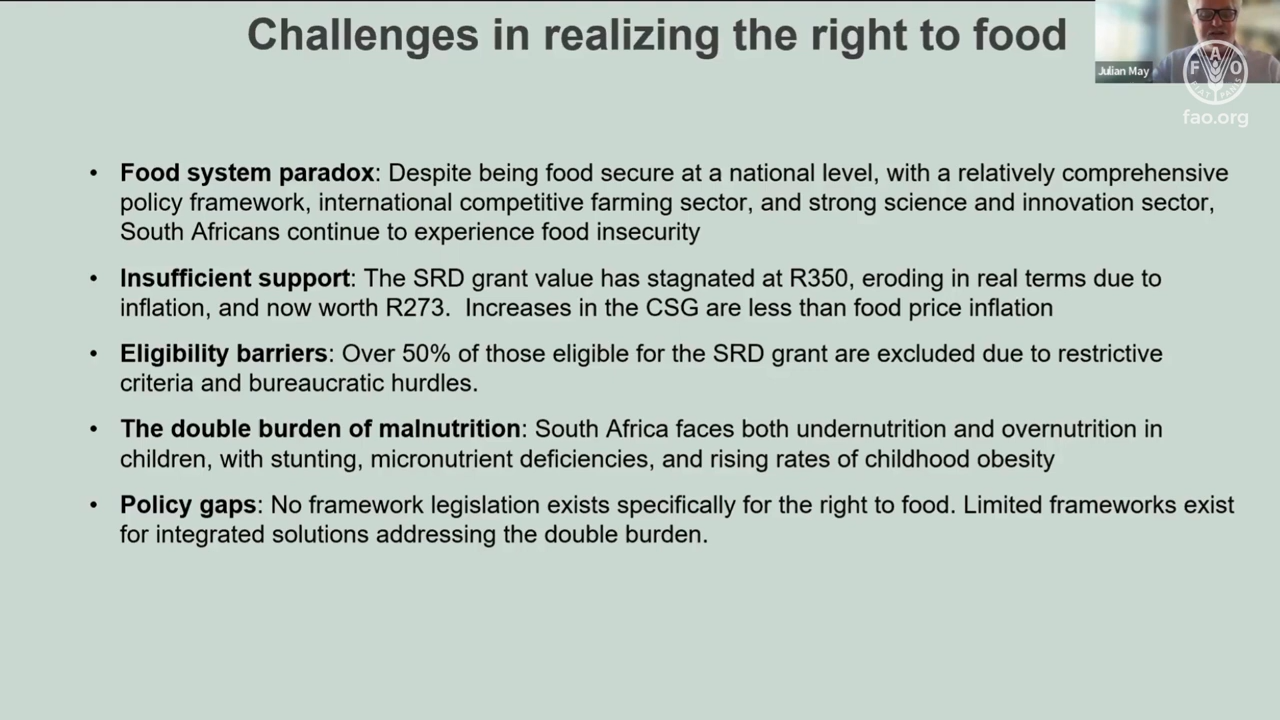 Challenges in realizing the right to food
Julian May
F A O
FIAT PANIS
fao.org
• Food system paradox: Despite being food secure at a national level, with a relatively comprehensive
policy framework, international competitive farming sector, and strong science and innovation sector,
South Africans continue to experience food insecurity
• Insufficient support: The SRD grant value has stagnated at R350, eroding in real terms due to
inflation, and now worth R273.  Increases in the CSG are less than food price inflation
• Eligibility barriers: Over 50% of those eligible for the SRD grant are excluded due to restrictive
criteria and bureaucratic hurdles.
• The double burden of malnutrition: South Africa faces both undernutrition and overnutrition in
children, with stunting, micronutrient deficiencies, and rising rates of childhood obesity
• Policy gaps: No framework legislation exists specifically for the right to food. Limited frameworks exist
for integrated solutions addressing the double burden.